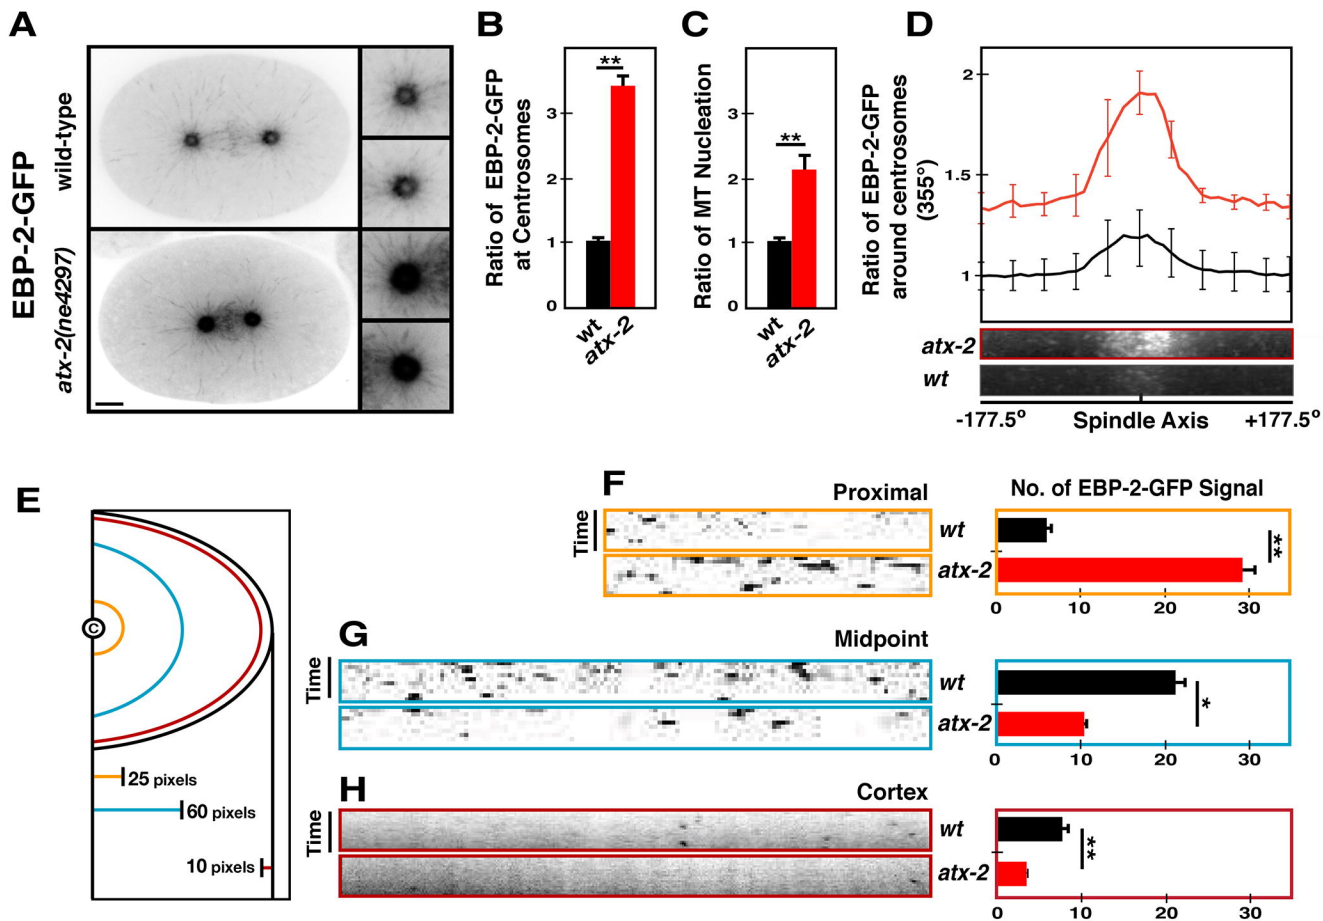 A
EBP-2-GFP
wild-type
atx-2(ne4297)
B
Ratio of EBP-2-GFP
at Centrosomes
**
3
2
1
0
wt
atx-2
C
Ratio of MT Nucleation
**
3
2
1
0
wt
atx-2
D
Ratio of EBP-2-GFP
around centrosomes
(355°)
2
1.5
1
atx-2
wt
-177.5° Spindle Axis +177.5°
E
C
25 pixels
60 pixels
10 pixels
F
Proximal
No. of EBP-2-GFP Signal
Time
wt
atx-2
**
0 10 20 30
G
Midpoint
Time
wt
atx-2
*
0 10 20 30
H
Cortex
Time
wt
atx-2
**
0 10 20 30